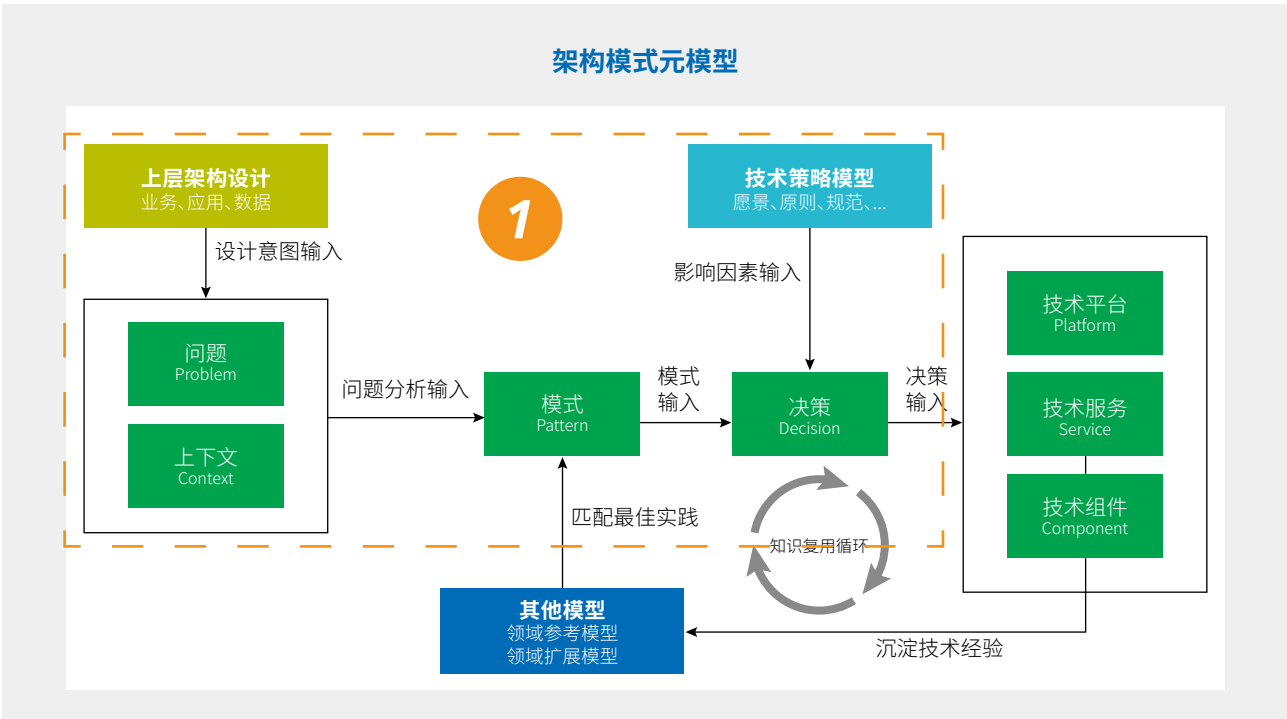 架构模式元模型
上层架构设计
业务、应用、数据
1
技术策略模型
愿景、原则、规范、...
设计意图输入
影响因素输入
问题
Problem
上下文
Context
问题分析输入
模式
Pattern
模式
输入
决策
Decision
决策
输入
技术平台
Platform
技术服务
Service
技术组件
Component
匹配最佳实践
知识复用循环
其他模型
领域参考模型
领域扩展模型
沉淀技术经验